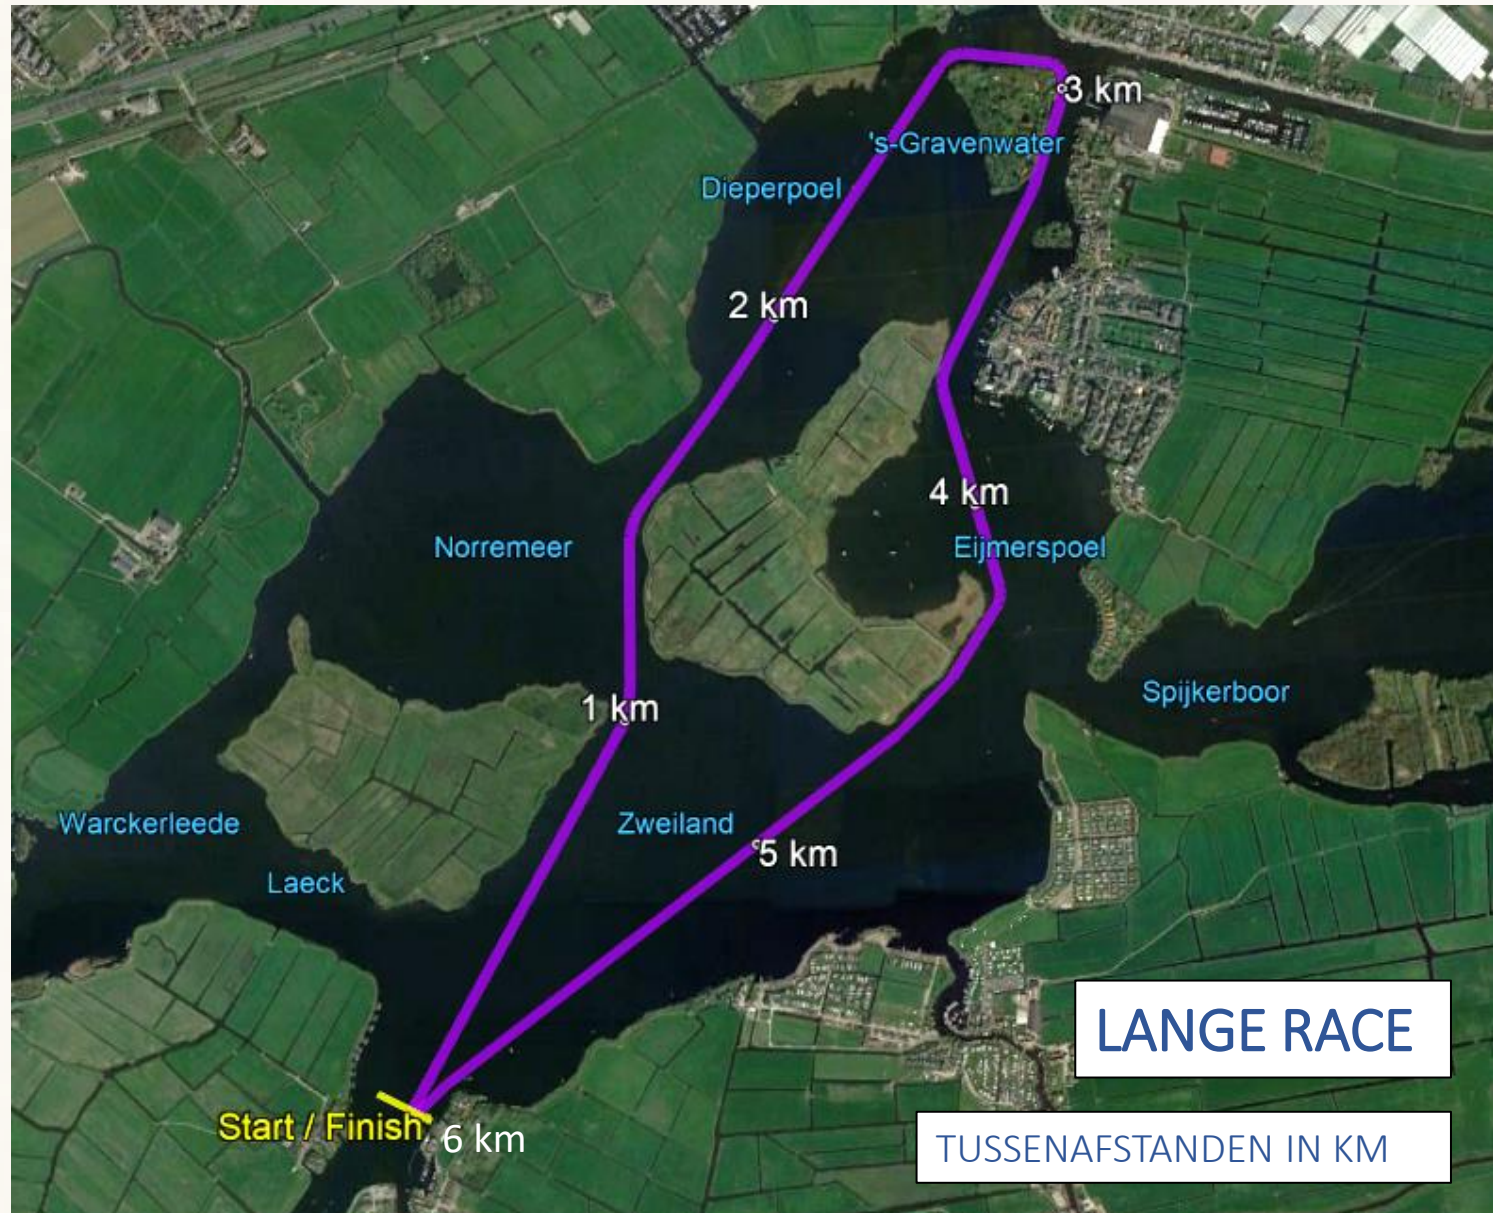 3 km
's-Gravenwater
Dieperpoel
2 km
4 km
Norremeer
Eijmerspoel
Spijkerboor
1 km
Warckerleede
Zweiland
5 km
Laeck
LANGE RACE
Start / Finish
6 km
TUSSENAFSTANDEN IN KM